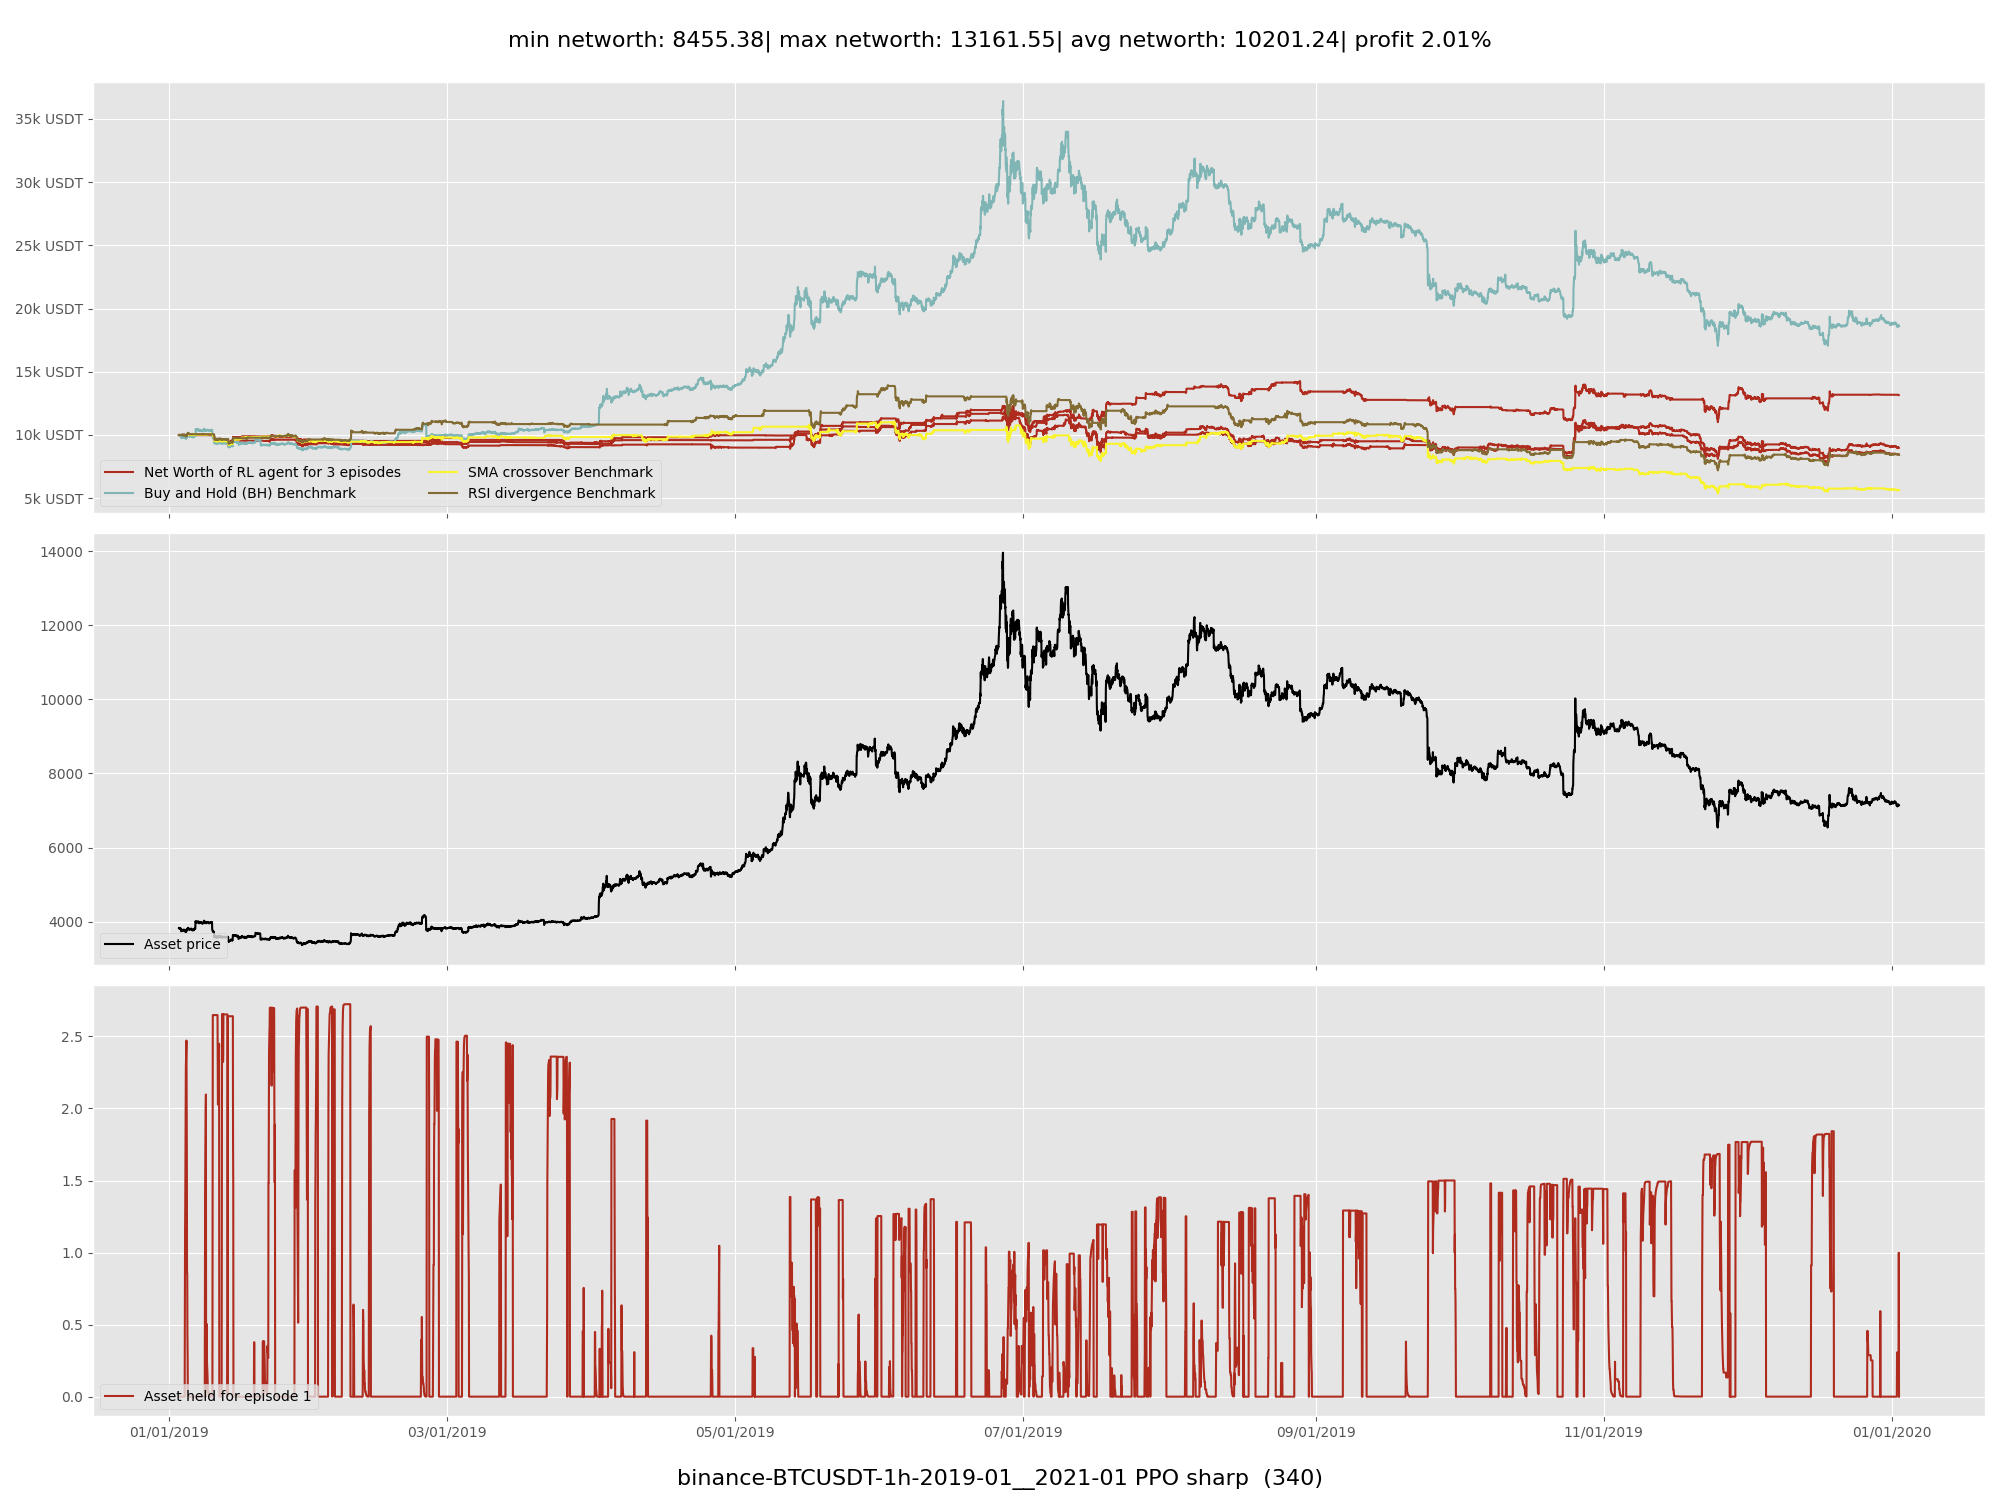 min networth: 8455.38| max networth: 13161.55| avg networth: 10201.24| profit 2.01%
35k USDT
30k USDT
25k USDT
20k USDT
15k USDT
10k USDT
5k USDT
Net Worth of RL agent for 3 episodes
Buy and Hold (BH) Benchmark
SMA crossover Benchmark
RSI divergence Benchmark
14000
12000
10000
8000
6000
4000
Asset price
2.5
2.0
1.5
1.0
0.5
0.0
Asset held for episode 1
01/01/2019 03/01/2019 05/01/2019 07/01/2019 09/01/2019 11/01/2019 01/01/2020
binance-BTCUSDT-1h-2019-01__2021-01 PPO sharp (340)